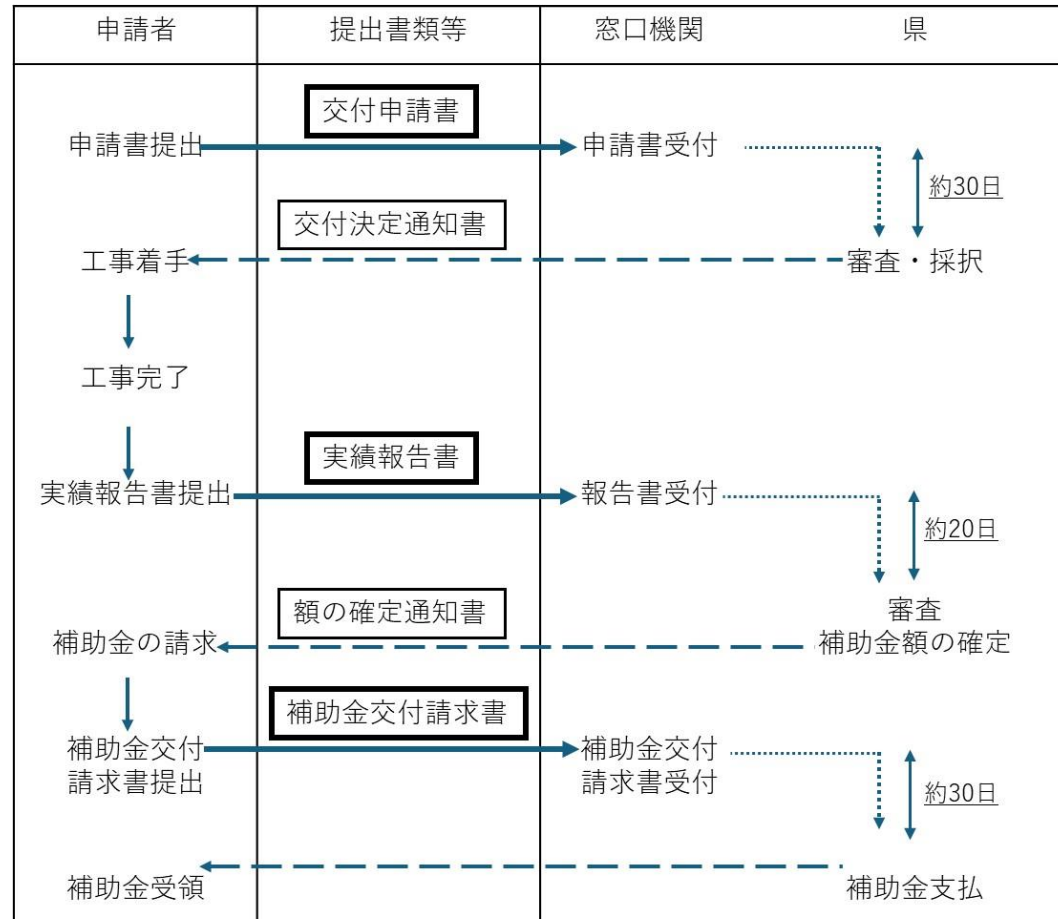 申請者 提出書類等 窓口機関 県
交付申請書
申請書提出 申請書受付
約30日
交付決定通知書
工事着手 審査・採択
工事完了
実績報告書
実績報告書提出 報告書受付
約20日
額の確定通知書
審査
補助金の請求 補助金額の確定
補助金交付請求書
補助金交付 補助金交付
請求書提出 請求書受付
約30日
補助金受領 補助金支払